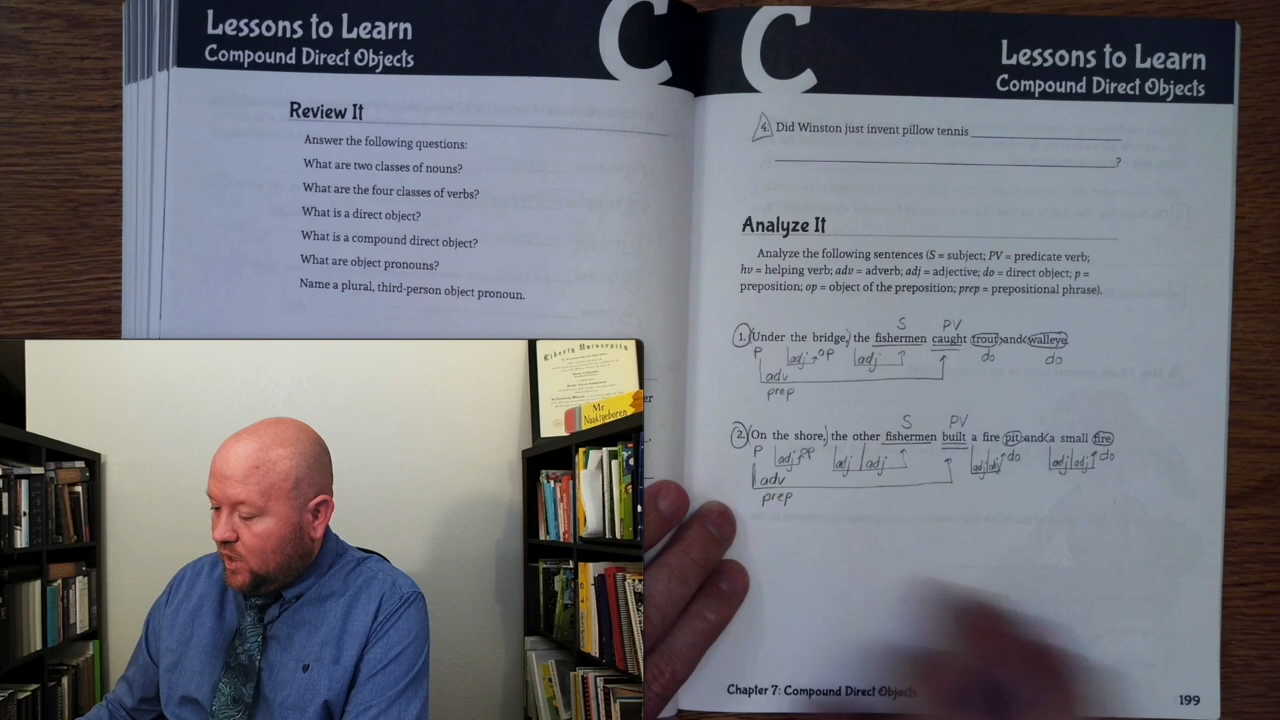 Lessons to Learn
Compound Direct Objects
C
Review It
Answer the following questions:
What are two classes of nouns?
What are the four classes of verbs?
What is a direct object?
What is a compound direct object?
What are object pronouns?
Name a plural, third-person object pronoun.
C
Lessons to Learn
Compound Direct Objects
4. Did Winston just invent pillow tennis
?
Analyze It
Analyze the following sentences (S = subject; PV = predicate verb;
hv = helping verb; adv = adverb; adj = adjective; do = direct object; p =
preposition; op = object of the preposition; prep = prepositional phrase).
S PV
1. (Under the bridge,) the fishermen caught trout and walleye.
P adj op adj do do
adv
prep
S PV
2. (On the shore,) the other fishermen built a fire pit and a small fire.
P adj op adj adj adj adj do adj adj do
adv
prep
Chapter 7: Compound Direct Objects
199
Liberty University
Mr.
Naaktgeboren